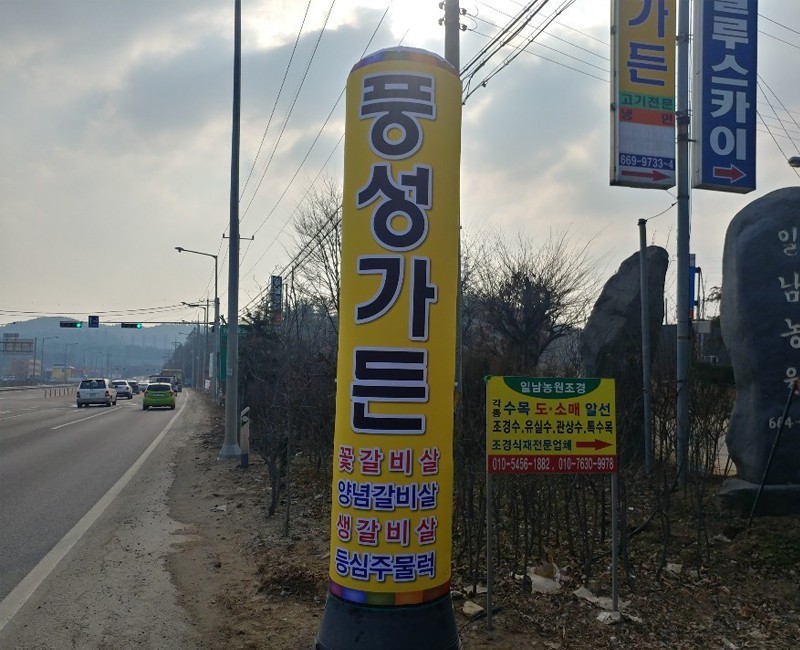 풍성가든
꽃갈비살
양념갈비살
생갈비살
등심주물럭
가든
고기전문
냉면
669-9733~4
블루스카이
일남농원조경
각종 수목 도·소매 알선
조경수.유실수.관상수.특수목
조경식재전문업체
010-5456-1882, 010-7630-9978
일남농원